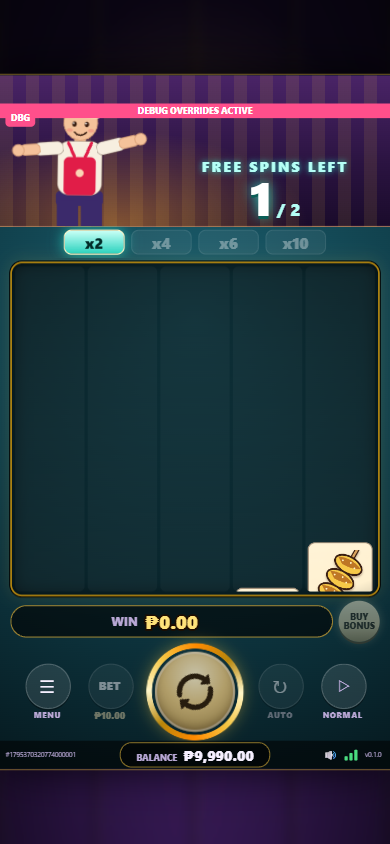 DEBUG OVERRIDES ACTIVE
DBG
FREE SPINS LEFT
1 / 2
x2 x4 x6 x10
WIN ₱0.00
BUY BONUS
BET
MENU ₱10.00 AUTO NORMAL
#1795370320774000001 BALANCE ₱9,990.00 v0.1.0